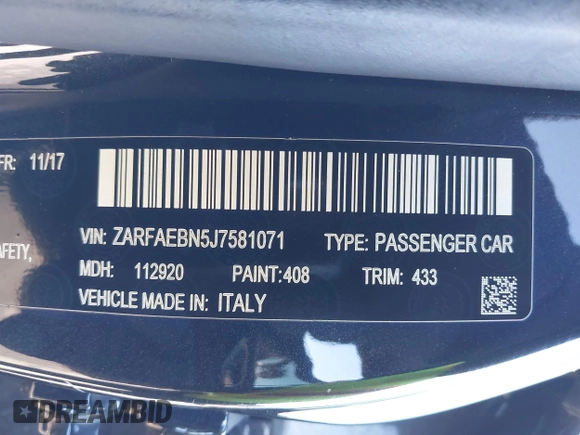 FR: 11/17
VIN: ZARFAEBN5J7581071 TYPE: PASSENGER CAR
AFETY,
MDH: 112920 PAINT:408 TRIM: 433
VEHICLE MADE IN: ITALY
DREAMBID